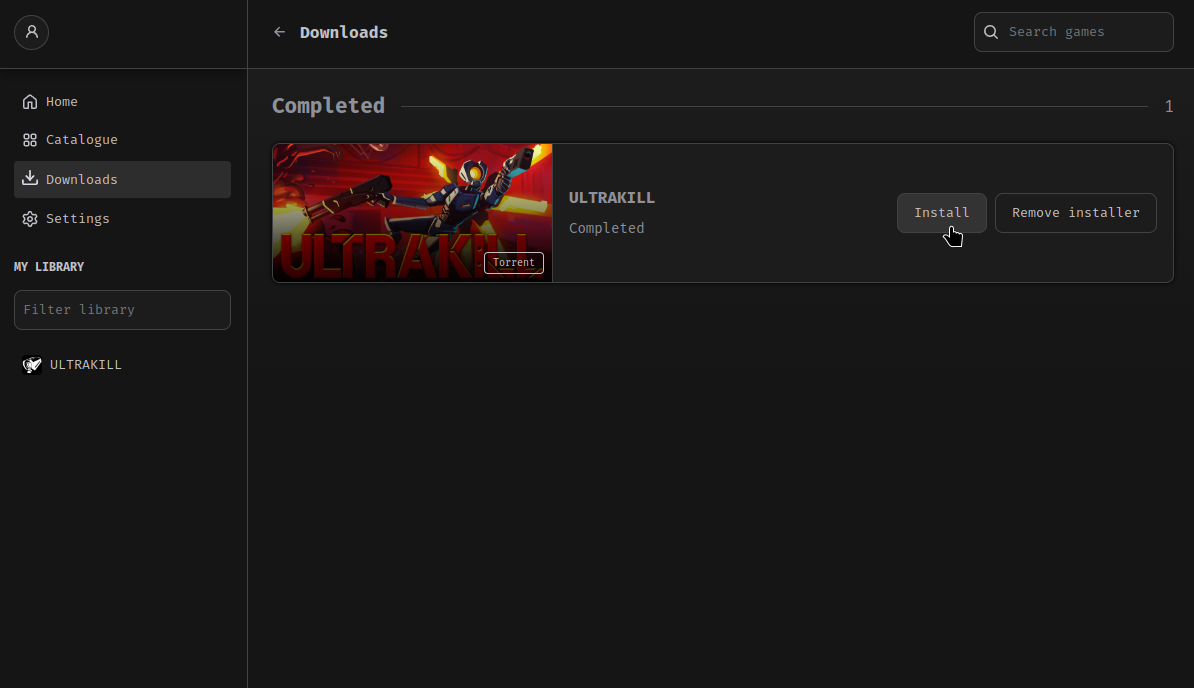 Downloads
Search games
Home
Catalogue
Downloads
Settings
MY LIBRARY
Filter library
ULTRAKILL
Completed
1
ULTRAKILL
Torrent
ULTRAKILL
Completed
Install
Remove installer